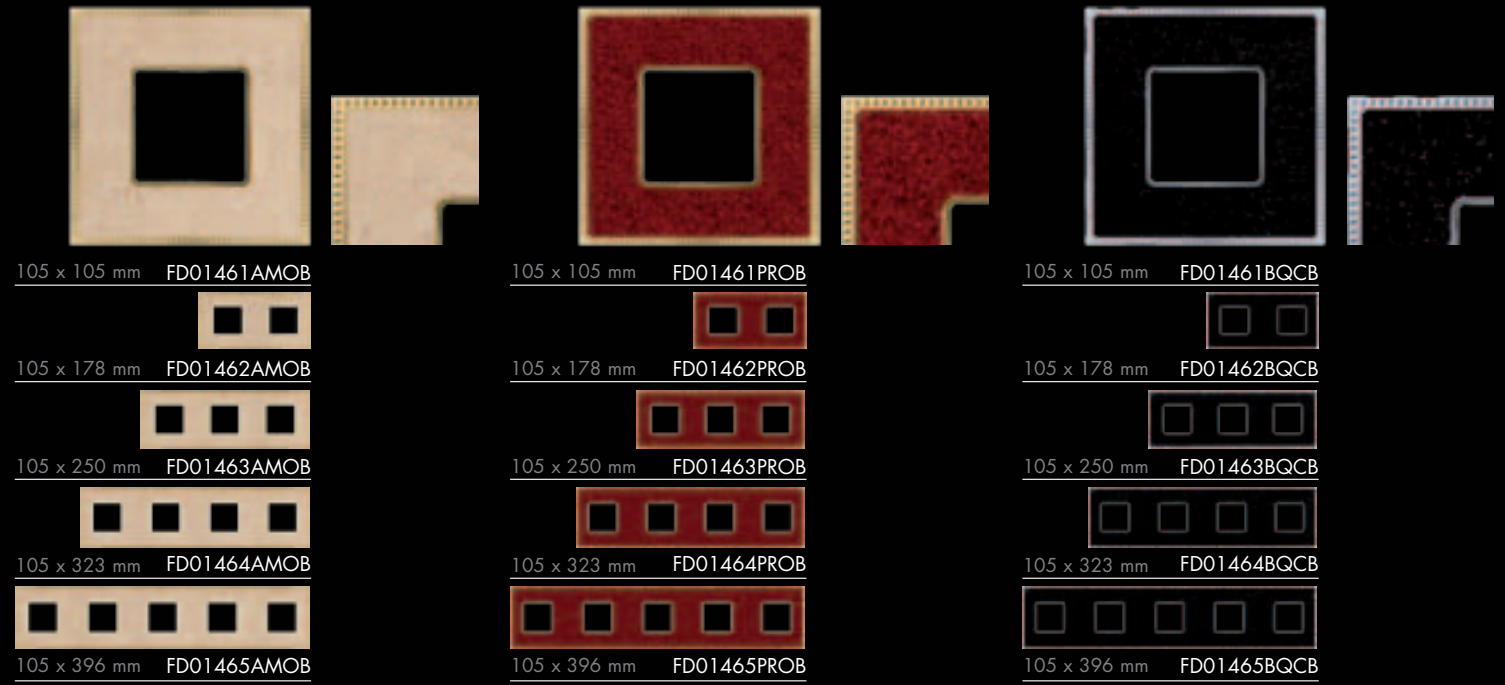 105 x 105 mm FD01461AMOB
105 x 178 mm FD01462AMOB
105 x 250 mm FD01463AMOB
105 x 323 mm FD01464AMOB
105 x 396 mm FD01465AMOB
105 x 105 mm FD01461PROB
105 x 178 mm FD01462PROB
105 x 250 mm FD01463PROB
105 x 323 mm FD01464PROB
105 x 396 mm FD01465PROB
105 x 105 mm FD01461BQCB
105 x 178 mm FD01462BQCB
105 x 250 mm FD01463BQCB
105 x 323 mm FD01464BQCB
105 x 396 mm FD01465BQCB